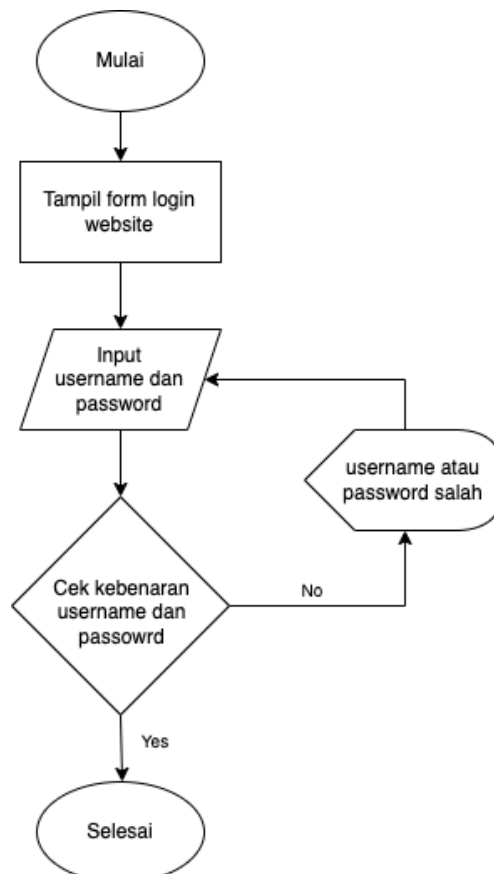 Mulai
Tampil form login
website
Input
username dan
password
username atau
password salah
Cek kebenaran
username dan
passowrd
No
Yes
Selesai